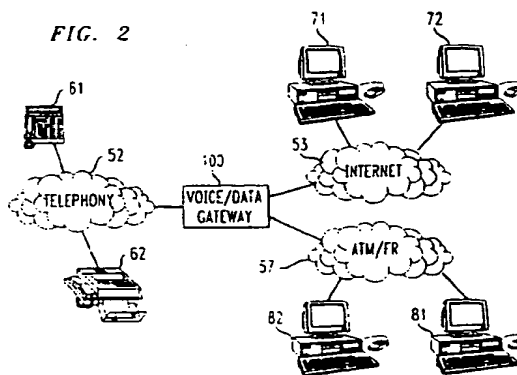 FIG. 2
71
72
61
52
53
100
TELEPHONY
VOICE/DATA
GATEWAY
INTERNET
62
57
ATM/FR
82
81